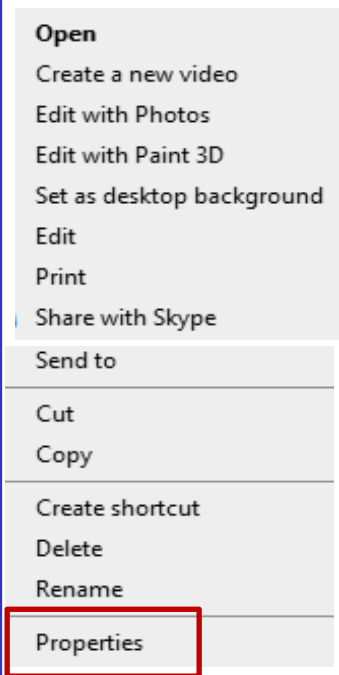 Open
Create a new video
Edit with Photos
Edit with Paint 3D
Set as desktop background
Edit
Print
Share with Skype
Send to
Cut
Copy
Create shortcut
Delete
Rename
Properties